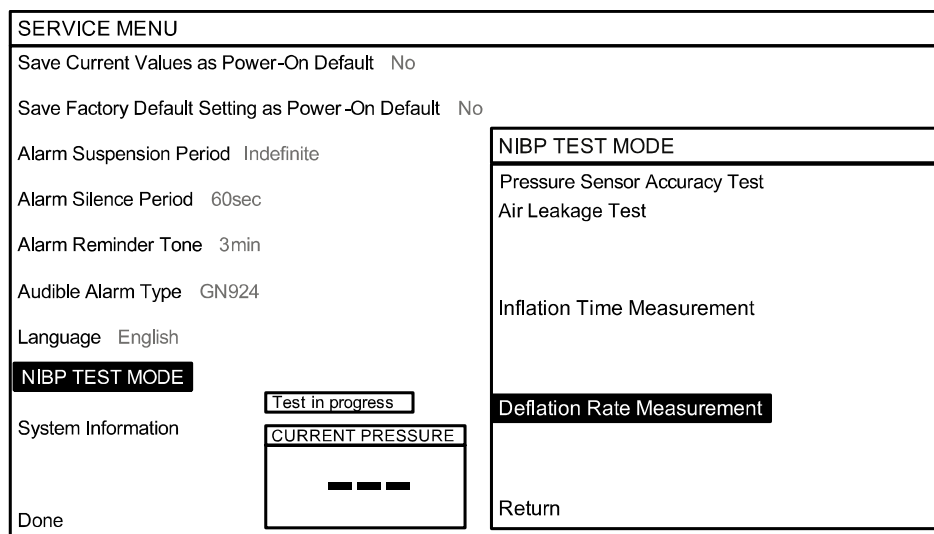 SERVICE MENU
Save Current Values as Power-On Default No
Save Factory Default Setting as Power-On Default No
Alarm Suspension Period Indefinite
Alarm Silence Period 60sec
Alarm Reminder Tone 3min
Audible Alarm Type GN924
Language English
NIBP TEST MODE
System Information
Done
Test in progress
CURRENT PRESSURE
---
NIBP TEST MODE
Pressure Sensor Accuracy Test
Air Leakage Test
Inflation Time Measurement
Deflation Rate Measurement
Return